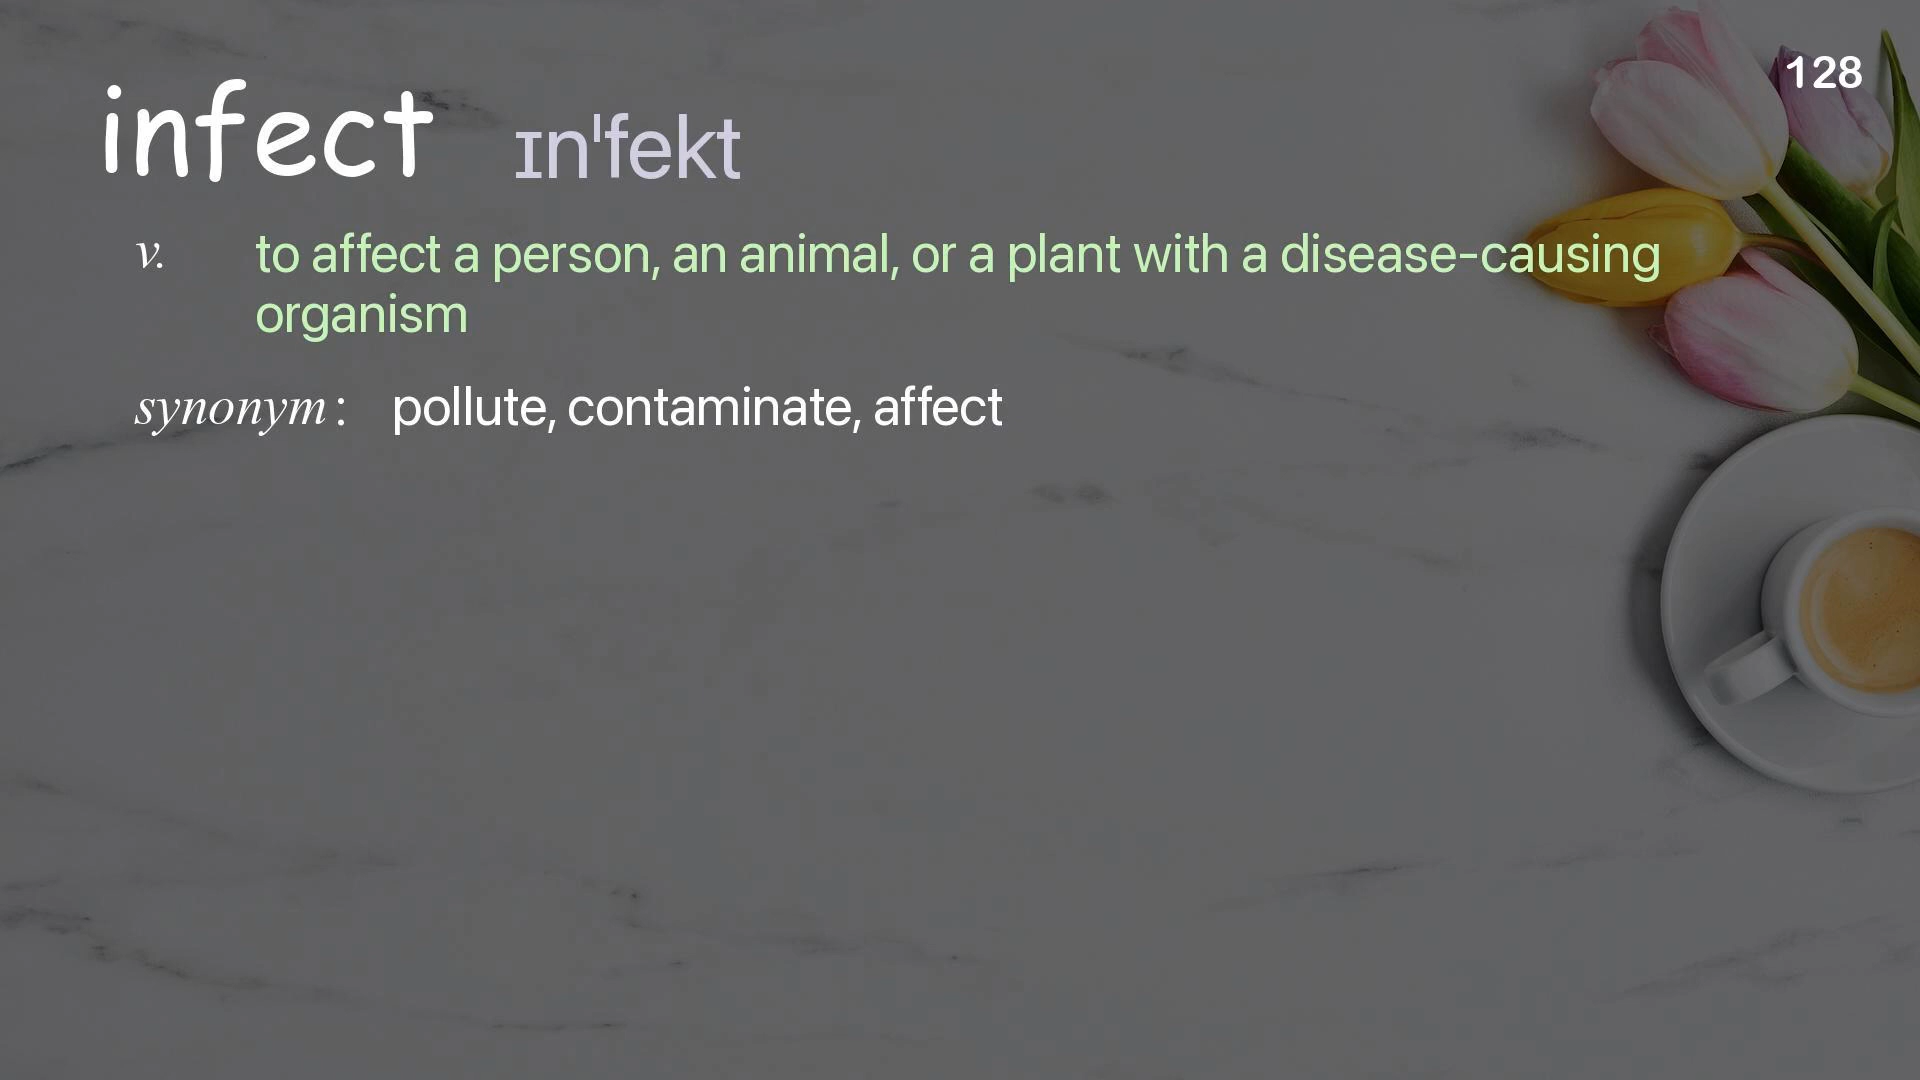 128
infect ɪnˈfekt
v. to affect a person, an animal, or a plant with a disease-causing
organism
synonym : pollute, contaminate, affect